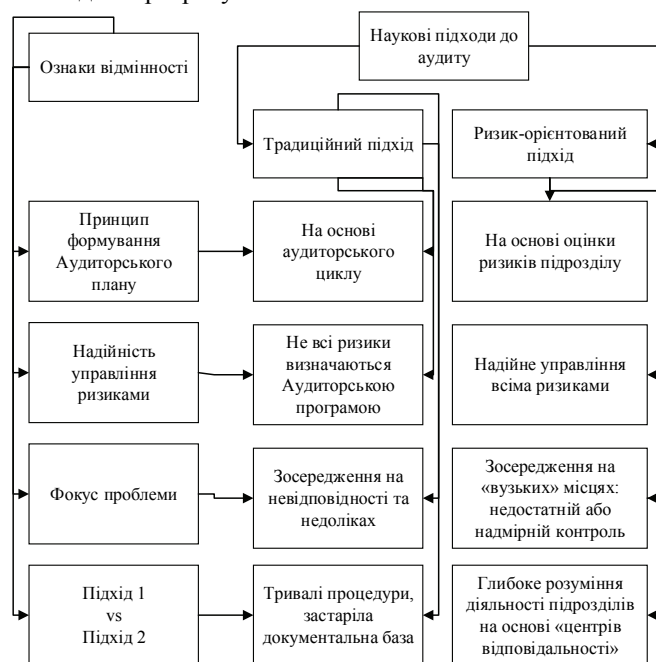 Наукові підходи до
аудиту
Ознаки відмінності
Традиційний підхід
Ризик-орієнтований
підхід
Принцип
формування
Аудиторського
плану
На основі
аудиторського
циклу
На основі оцінки
ризиків підрозділу
Надійність
управління
ризиками
Не всі ризики
визначаються
Аудиторською
програмою
Надійне управління
всіма ризиками
Фокус проблеми
Зосередження на
невідповідності та
недоліках
Зосередження на
«вузьких» місцях:
недостатній або
надмірній контроль
Підхід 1
vs
Підхід 2
Тривалі процедури,
застаріла
документальна база
Глибоке розуміння
діяльності підрозділів
на основі «центрів
відповідальності»